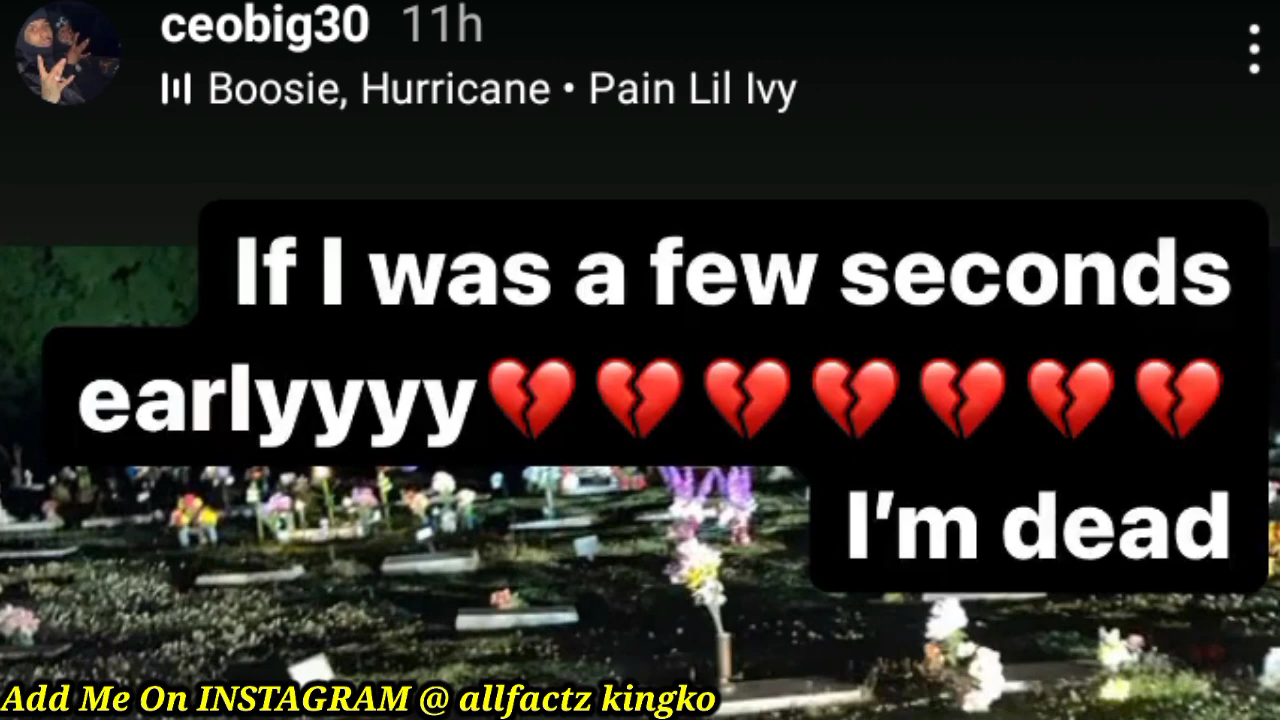 ceobig30 11h
Boosie, Hurricane • Pain Lil Ivy
If I was a few seconds
earlyyyy💔💔💔💔💔💔💔
I'm dead
Add Me On INSTAGRAM @ allfactz kingko